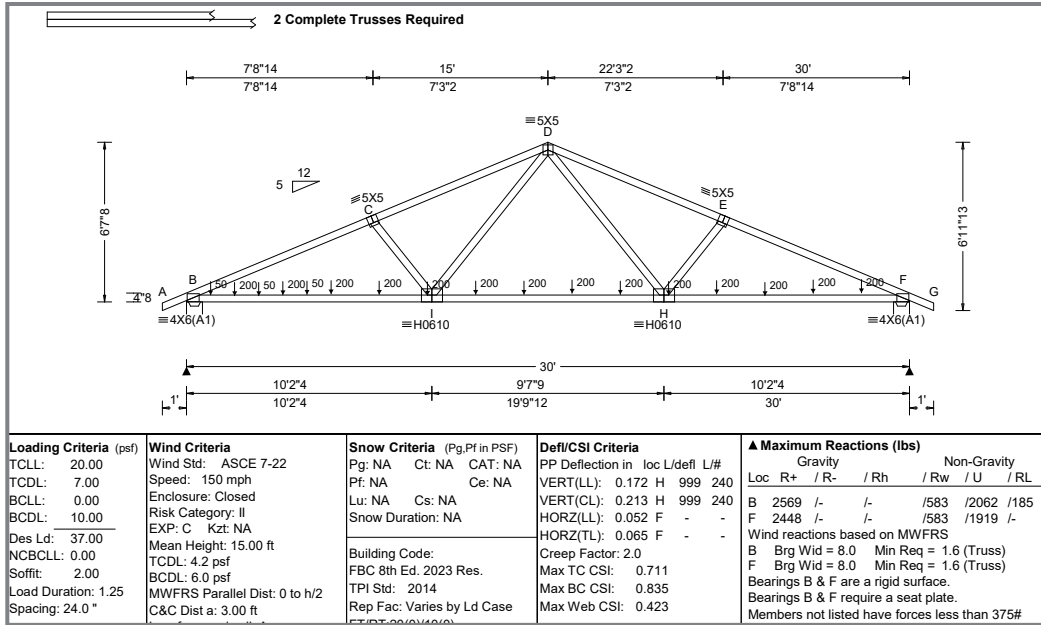 2 Complete Trusses Required
7'8"14 15' 22'3"2 30'
7'8"14 7'3"2 7'3"2 7'8"14
≡5X5
D
12
5
≡5X5
C
≡5X5
E
6'7"8
6'11"13
A B F G
50 200 50 200 50 200 200 200 200 200 200 200 200 200 200 200
4"8
≡4X6(A1) I H ≡4X6(A1)
≡H0610 ≡H0610
30'
10'2"4 9'7"9 10'2"4
1' 10'2"4 19'9"12 30' 1'
Loading Criteria (psf)
TCLL: 20.00
TCDL: 7.00
BCLL: 0.00
BCDL: 10.00
Des Ld: 37.00
NCBCLL: 0.00
Soffit: 2.00
Load Duration: 1.25
Spacing: 24.0 "
Wind Criteria
Wind Std: ASCE 7-22
Speed: 150 mph
Enclosure: Closed
Risk Category: II
EXP: C Kzt: NA
Mean Height: 15.00 ft
TCDL: 4.2 psf
BCDL: 6.0 psf
MWFRS Parallel Dist: 0 to h/2
C&C Dist a: 3.00 ft
Snow Criteria (Pg,Pf in PSF)
Pg: NA Ct: NA CAT: NA
Pf: NA Ce: NA
Lu: NA Cs: NA
Snow Duration: NA
Building Code:
FBC 8th Ed. 2023 Res.
TPI Std: 2014
Rep Fac: Varies by Ld Case
FT/RT:20(0)/10(0)
Defl/CSI Criteria
PP Deflection in loc L/defl L/#
VERT(LL): 0.172 H 999 240
VERT(CL): 0.213 H 999 240
HORZ(LL): 0.052 F - -
HORZ(TL): 0.065 F - -
Creep Factor: 2.0
Max TC CSI: 0.711
Max BC CSI: 0.835
Max Web CSI: 0.423
▲ Maximum Reactions (lbs)
Gravity Non-Gravity
Loc R+ / R- / Rh / Rw / U / RL
B 2569 /- /- /583 /2062 /185
F 2448 /- /- /583 /1919 /-
Wind reactions based on MWFRS
B Brg Wid = 8.0 Min Req = 1.6 (Truss)
F Brg Wid = 8.0 Min Req = 1.6 (Truss)
Bearings B & F are a rigid surface.
Bearings B & F require a seat plate.
Members not listed have forces less than 375#